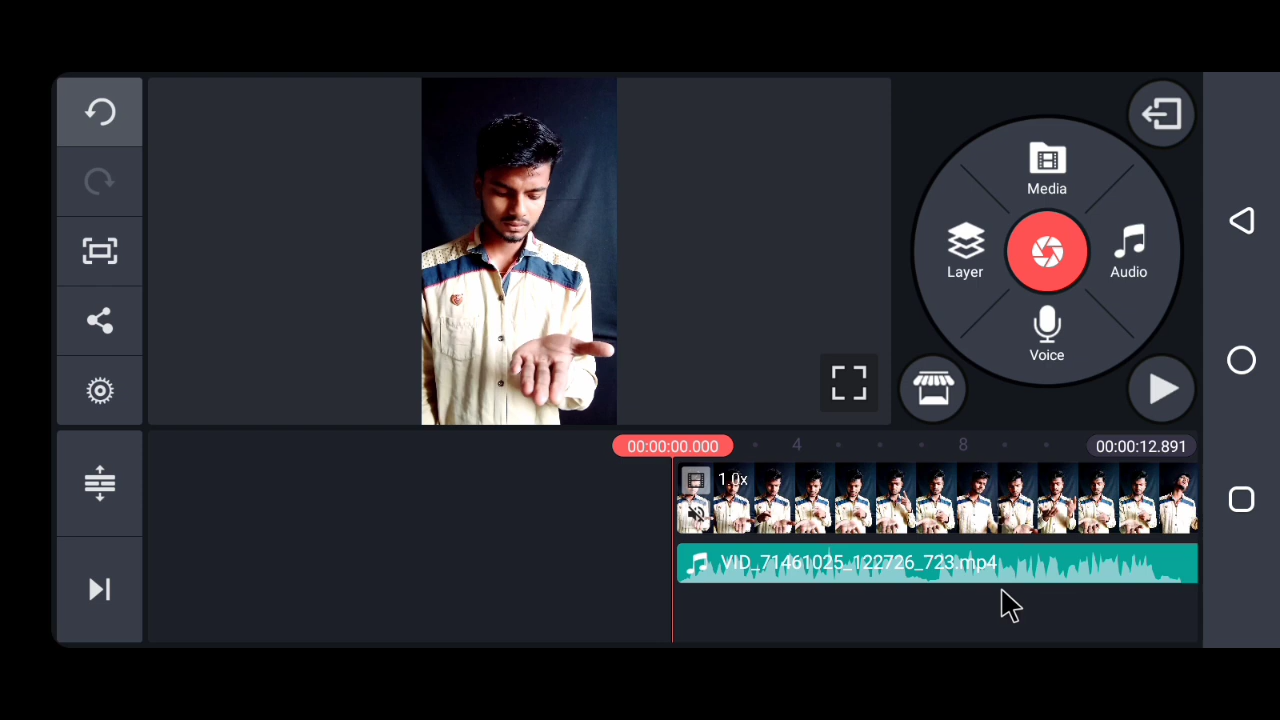 Media
Layer
Audio
Voice
00:00:00.000
4
8
00:00:12.891
1.0x
VID_71461025_122726_723.mp4